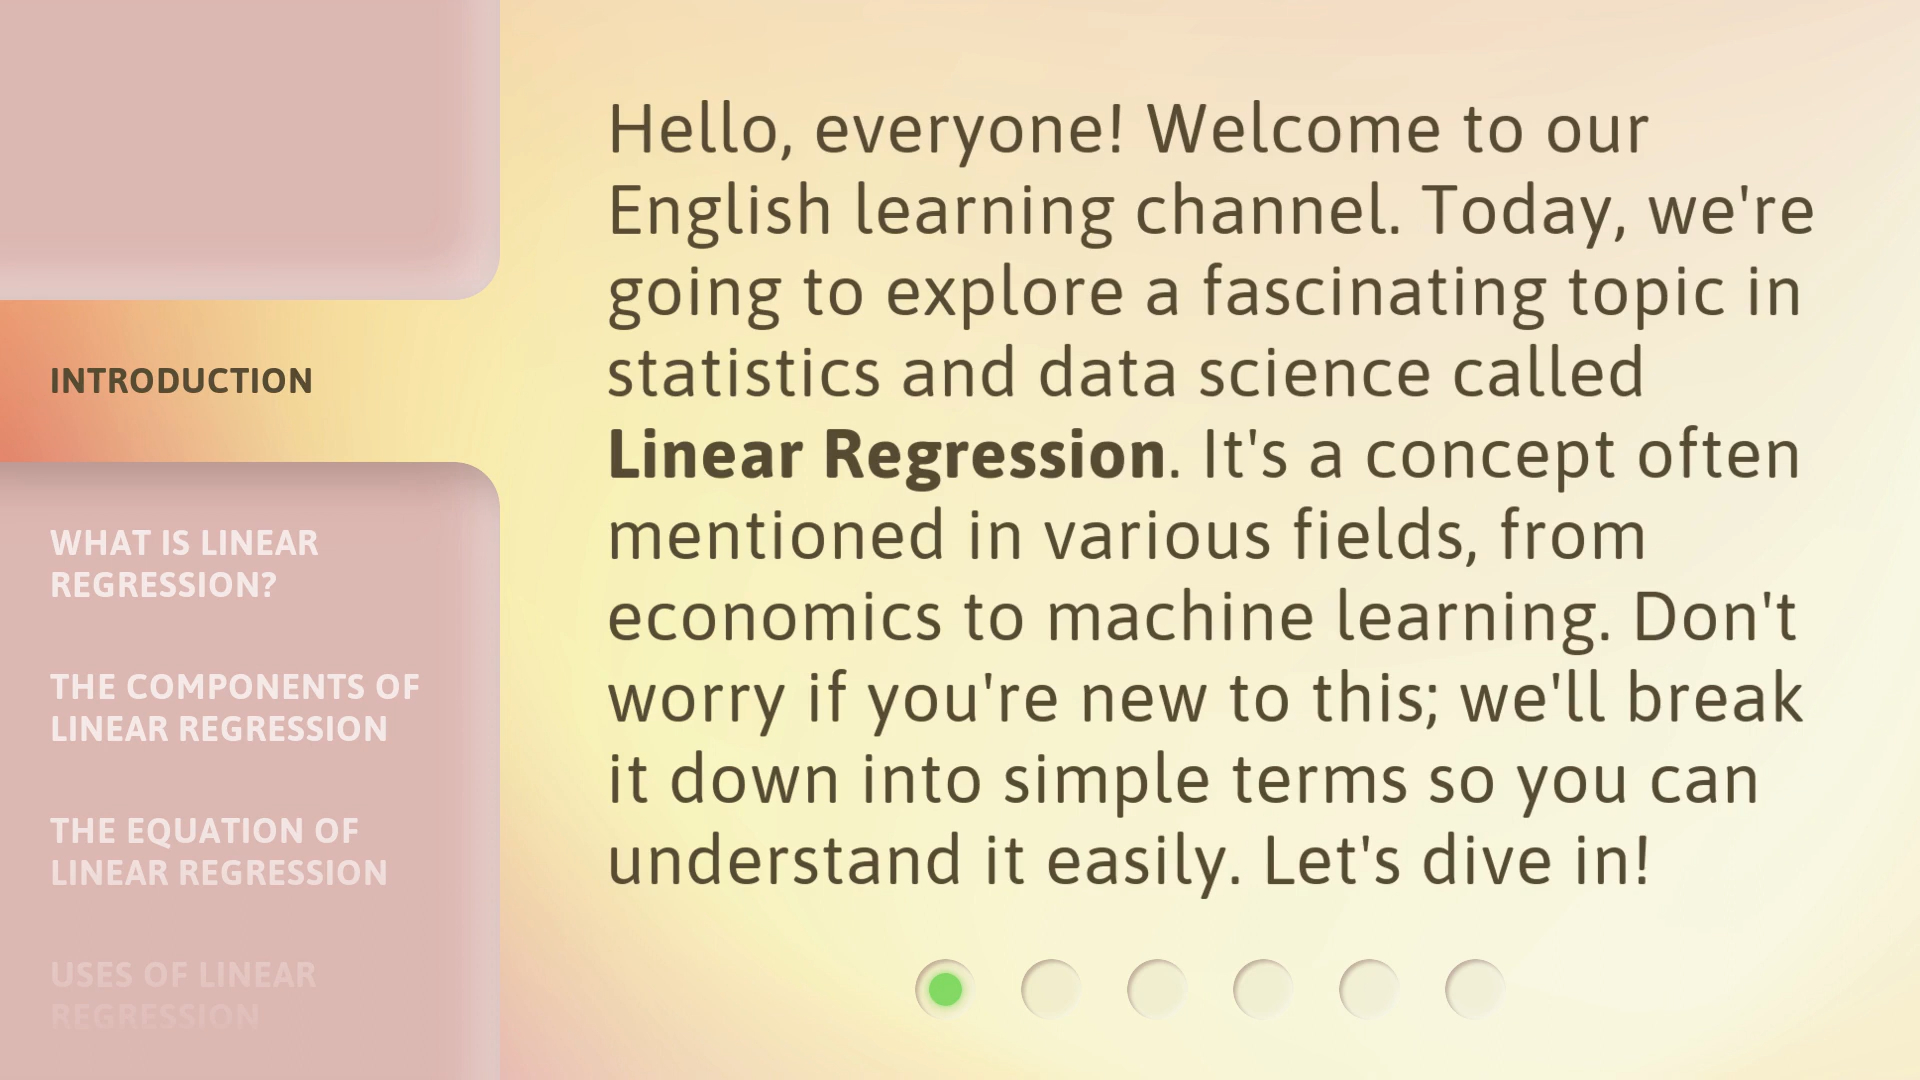 INTRODUCTION
WHAT IS LINEAR
REGRESSION?
THE COMPONENTS OF
LINEAR REGRESSION
THE EQUATION OF
LINEAR REGRESSION
USES OF LINEAR
REGRESSION
Hello, everyone! Welcome to our
English learning channel. Today, we're
going to explore a fascinating topic in
statistics and data science called
Linear Regression. It's a concept often
mentioned in various fields, from
economics to machine learning. Don't
worry if you're new to this; we'll break
it down into simple terms so you can
understand it easily. Let's dive in!